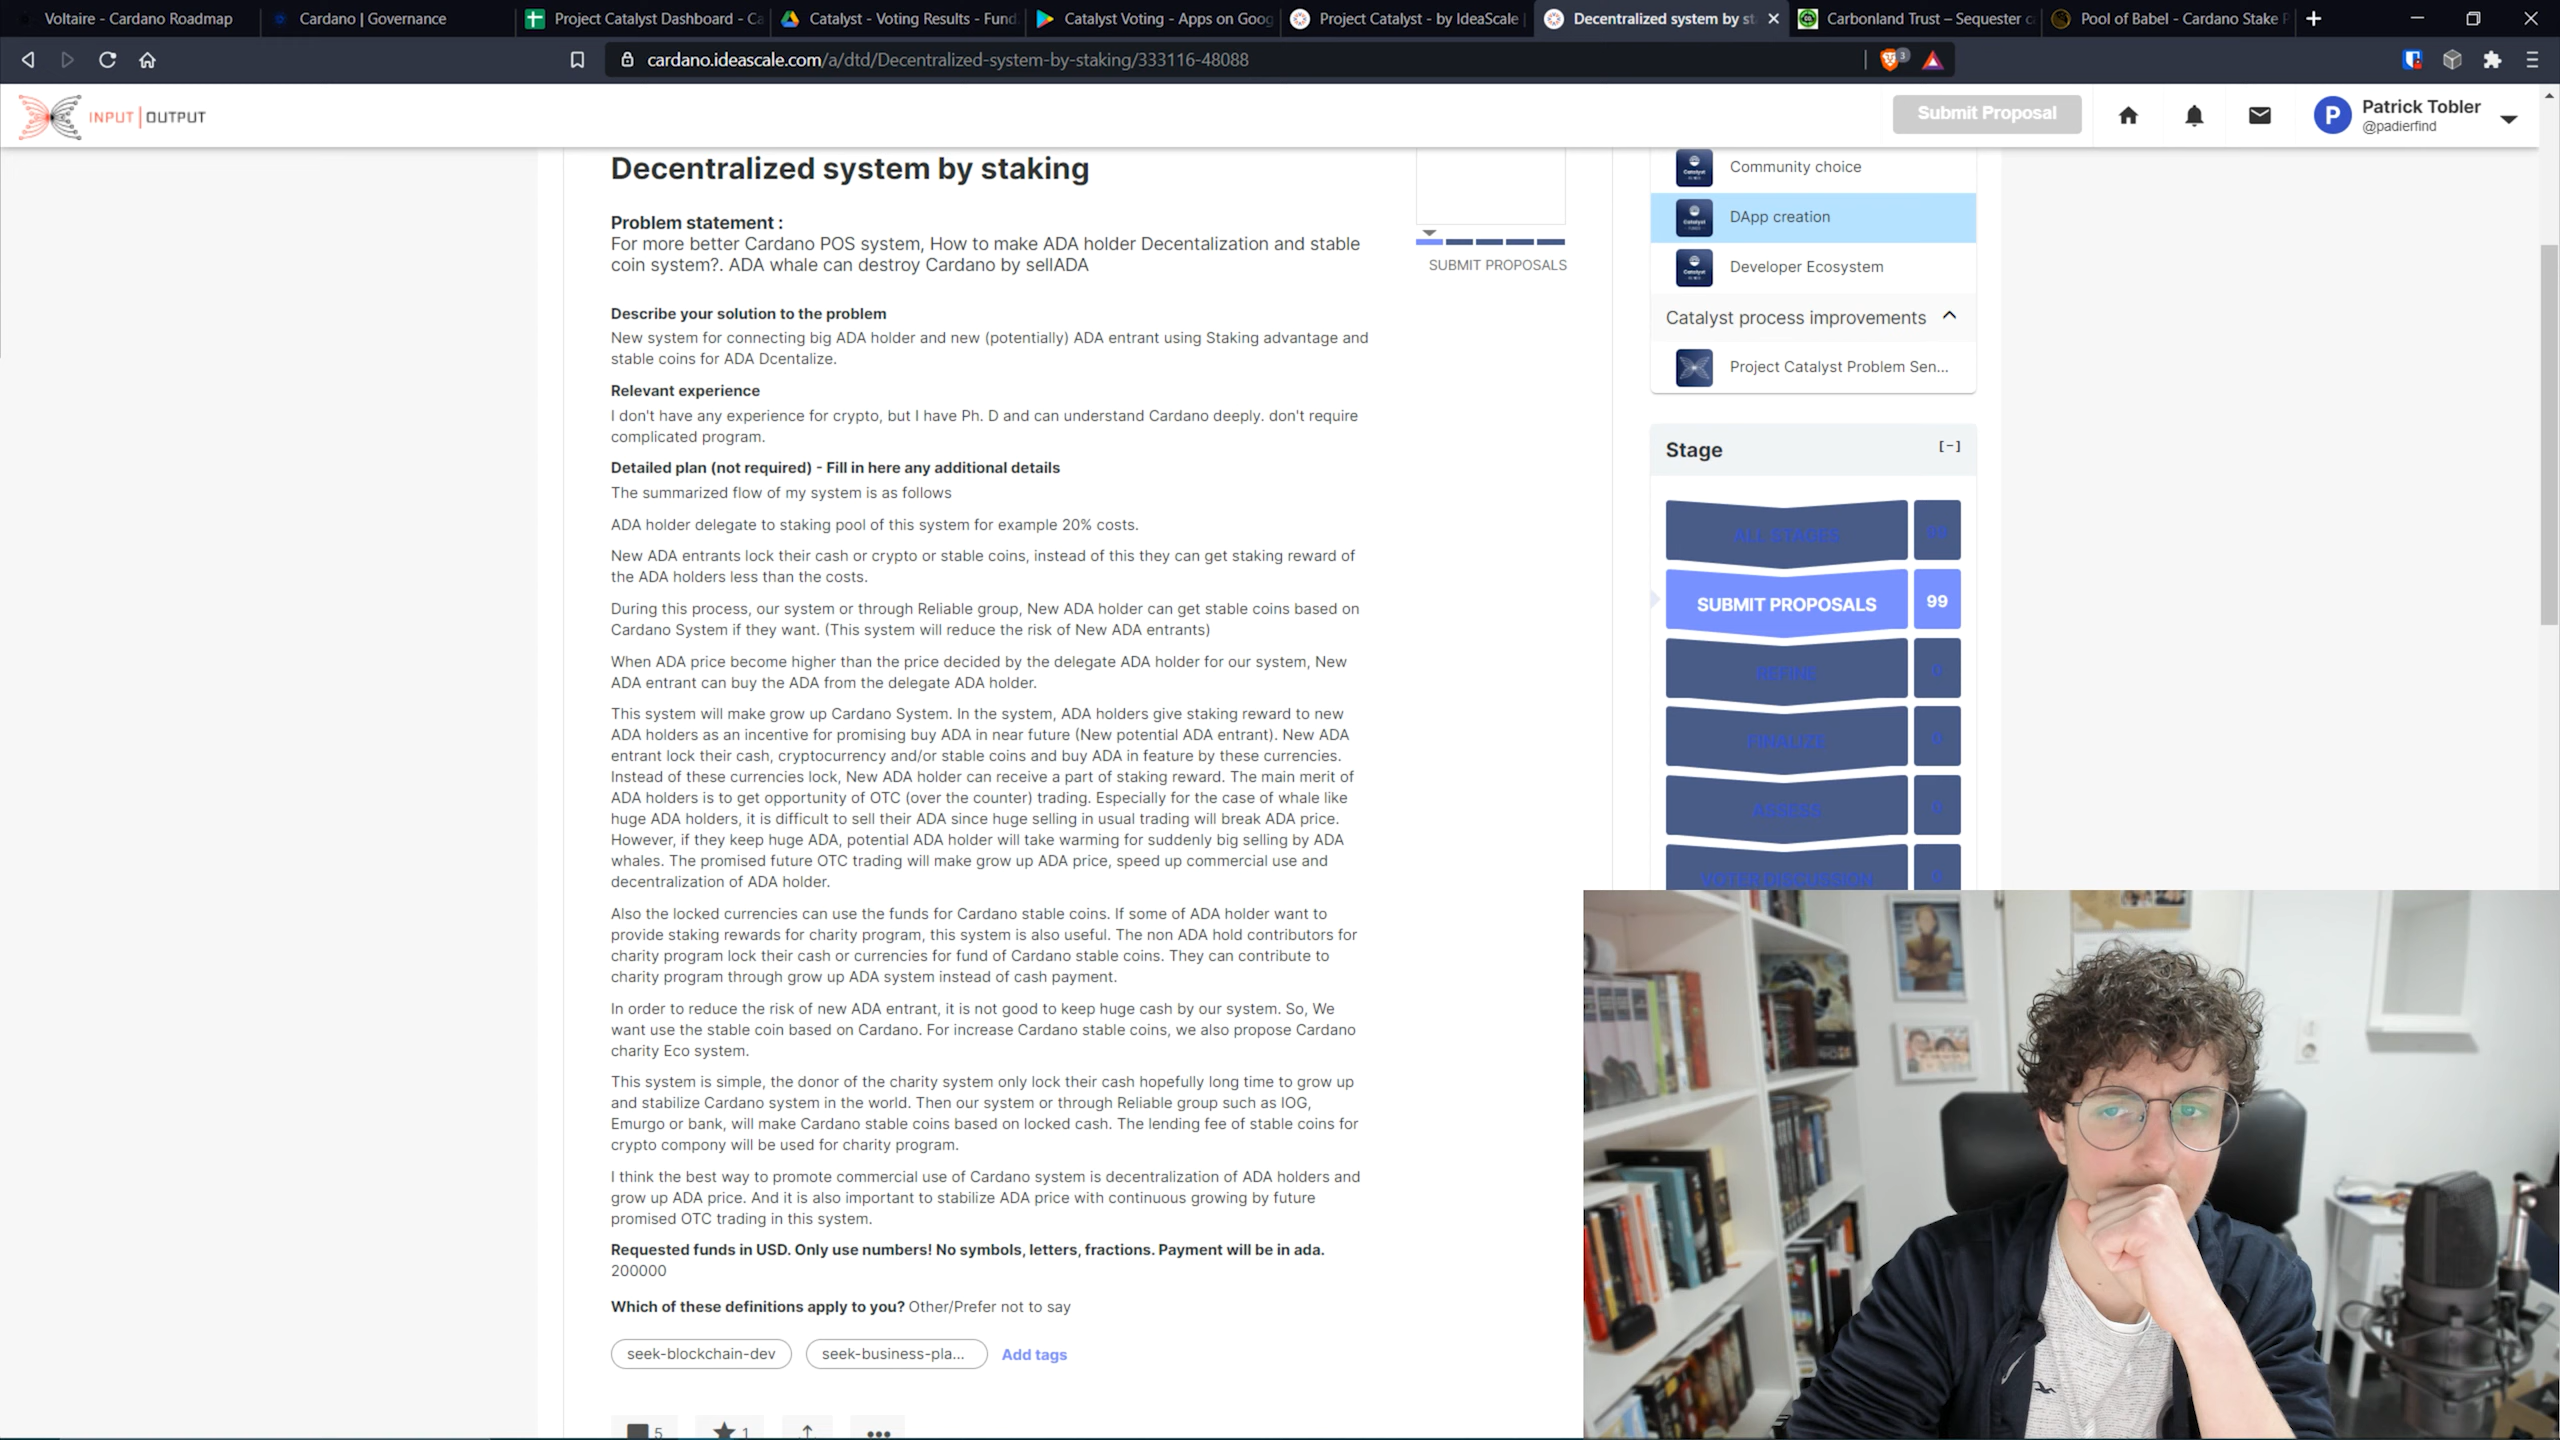 Voltaire - Cardano Roadmap
Cardano | Governance
Project Catalyst Dashboard - Ca
Catalyst - Voting Results - Fund
Catalyst Voting - Apps on Goog
Project Catalyst - by IdeaScale
Decentralized system by st
Carbonland Trust – Sequester c
Pool of Babel - Cardano Stake P
cardano.ideascale.com/a/dtd/Decentralized-system-by-staking/333116-48088
3
INPUT | OUTPUT
Submit Proposal
P
Patrick Tobler
@padierfind
Decentralized system by staking
Problem statement :
For more better Cardano POS system, How to make ADA holder Decentalization and stable
coin system?. ADA whale can destroy Cardano by sellADA
SUBMIT PROPOSALS
Describe your solution to the problem
New system for connecting big ADA holder and new (potentially) ADA entrant using Staking advantage and
stable coins for ADA Dcentalize.
Relevant experience
I don't have any experience for crypto, but I have Ph. D and can understand Cardano deeply. don't require
complicated program.
Detailed plan (not required) - Fill in here any additional details
The summarized flow of my system is as follows
ADA holder delegate to staking pool of this system for example 20% costs.
New ADA entrants lock their cash or crypto or stable coins, instead of this they can get staking reward of
the ADA holders less than the costs.
During this process, our system or through Reliable group, New ADA holder can get stable coins based on
Cardano System if they want. (This system will reduce the risk of New ADA entrants)
When ADA price become higher than the price decided by the delegate ADA holder for our system, New
ADA entrant can buy the ADA from the delegate ADA holder.
This system will make grow up Cardano System. In the system, ADA holders give staking reward to new
ADA holders as an incentive for promising buy ADA in near future (New potential ADA entrant). New ADA
entrant lock their cash, cryptocurrency and/or stable coins and buy ADA in feature by these currencies.
Instead of these currencies lock, New ADA holder can receive a part of staking reward. The main merit of
ADA holders is to get opportunity of OTC (over the counter) trading. Especially for the case of whale like
huge ADA holders, it is difficult to sell their ADA since huge selling in usual trading will break ADA price.
However, if they keep huge ADA, potential ADA holder will take warming for suddenly big selling by ADA
whales. The promised future OTC trading will make grow up ADA price, speed up commercial use and
decentralization of ADA holder.
Also the locked currencies can use the funds for Cardano stable coins. If some of ADA holder want to
provide staking rewards for charity program, this system is also useful. The non ADA hold contributors for
charity program lock their cash or currencies for fund of Cardano stable coins. They can contribute to
charity program through grow up ADA system instead of cash payment.
In order to reduce the risk of new ADA entrant, it is not good to keep huge cash by our system. So, We
want use the stable coin based on Cardano. For increase Cardano stable coins, we also propose Cardano
charity Eco system.
This system is simple, the donor of the charity system only lock their cash hopefully long time to grow up
and stabilize Cardano system in the world. Then our system or through Reliable group such as IOG,
Emurgo or bank, will make Cardano stable coins based on locked cash. The lending fee of stable coins for
crypto compony will be used for charity program.
I think the best way to promote commercial use of Cardano system is decentralization of ADA holders and
grow up ADA price. And it is also important to stabilize ADA price with continuous growing by future
promised OTC trading in this system.
Requested funds in USD. Only use numbers! No symbols, letters, fractions. Payment will be in ada.
200000
Which of these definitions apply to you? Other/Prefer not to say
seek-blockchain-dev
seek-business-pla...
Add tags
5
1
Community choice
DApp creation
Developer Ecosystem
Catalyst process improvements
Project Catalyst Problem Sen...
Stage
[-]
ALL STAGES
99
SUBMIT PROPOSALS
99
REFINE
0
FINALIZE
0
ASSESS
0
VOTER DISCUSSION
0